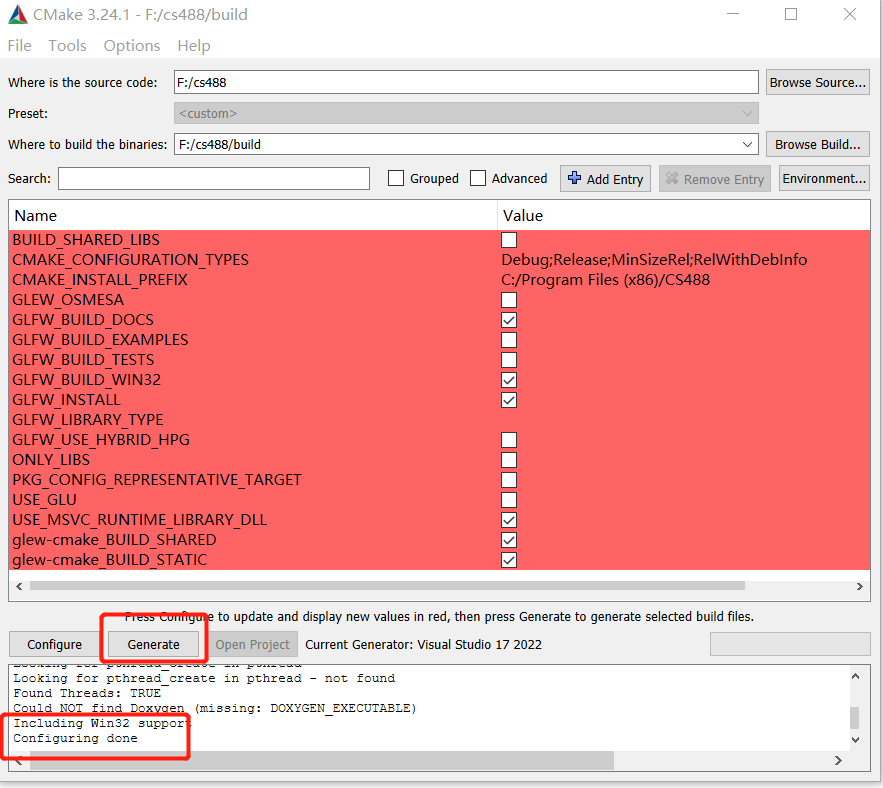 CMake 3.24.1 - F:/cs488/build
File Tools Options Help
Where is the source code: F:/cs488 Browse Source...
Preset: <custom>
Where to build the binaries: F:/cs488/build Browse Build...
Search: Grouped Advanced Add Entry Remove Entry Environment...
Name Value
BUILD_SHARED_LIBS
CMAKE_CONFIGURATION_TYPES Debug;Release;MinSizeRel;RelWithDebInfo
CMAKE_INSTALL_PREFIX C:/Program Files (x86)/CS488
GLEW_OSMESA
GLFW_BUILD_DOCS
GLFW_BUILD_EXAMPLES
GLFW_BUILD_TESTS
GLFW_BUILD_WIN32
GLFW_INSTALL
GLFW_LIBRARY_TYPE
GLFW_USE_HYBRID_HPG
ONLY_LIBS
PKG_CONFIG_REPRESENTATIVE_TARGET
USE_GLU
USE_MSVC_RUNTIME_LIBRARY_DLL
glew-cmake_BUILD_SHARED
glew-cmake_BUILD_STATIC
Press Configure to update and display new values in red, then press Generate to generate selected build files.
Configure Generate Open Project Current Generator: Visual Studio 17 2022
Looking for pthread_create in pthread
Looking for pthread_create in pthread - not found
Found Threads: TRUE
Could NOT find Doxygen (missing: DOXYGEN_EXECUTABLE)
Including Win32 support
Configuring done